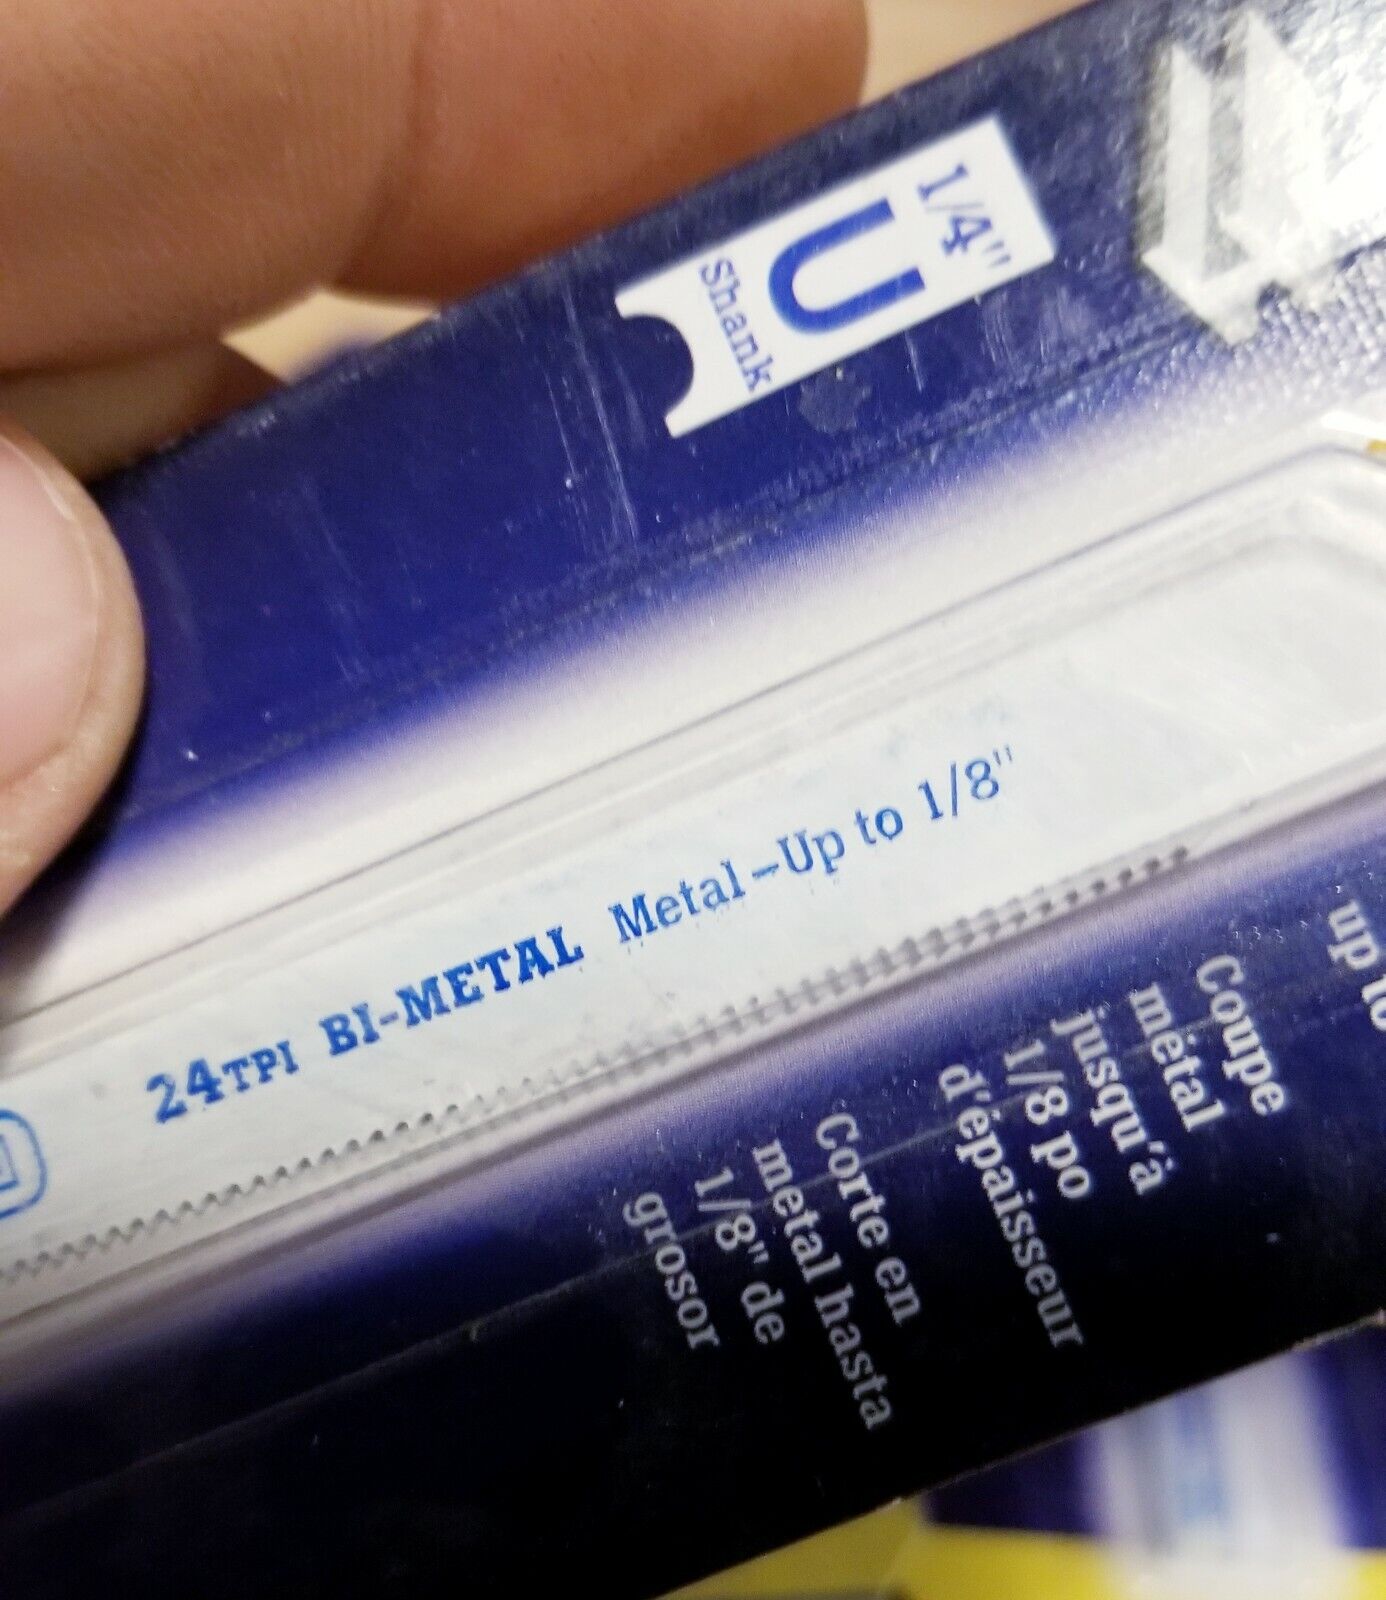 1/4"
U
Shank
24TPI BI-METAL Metal-Up to 1/8"
up to
Coupe
métal
jusqu'à
1/8 po
d'épaisseur
Corte en
metal hasta
1/8" de
grosor